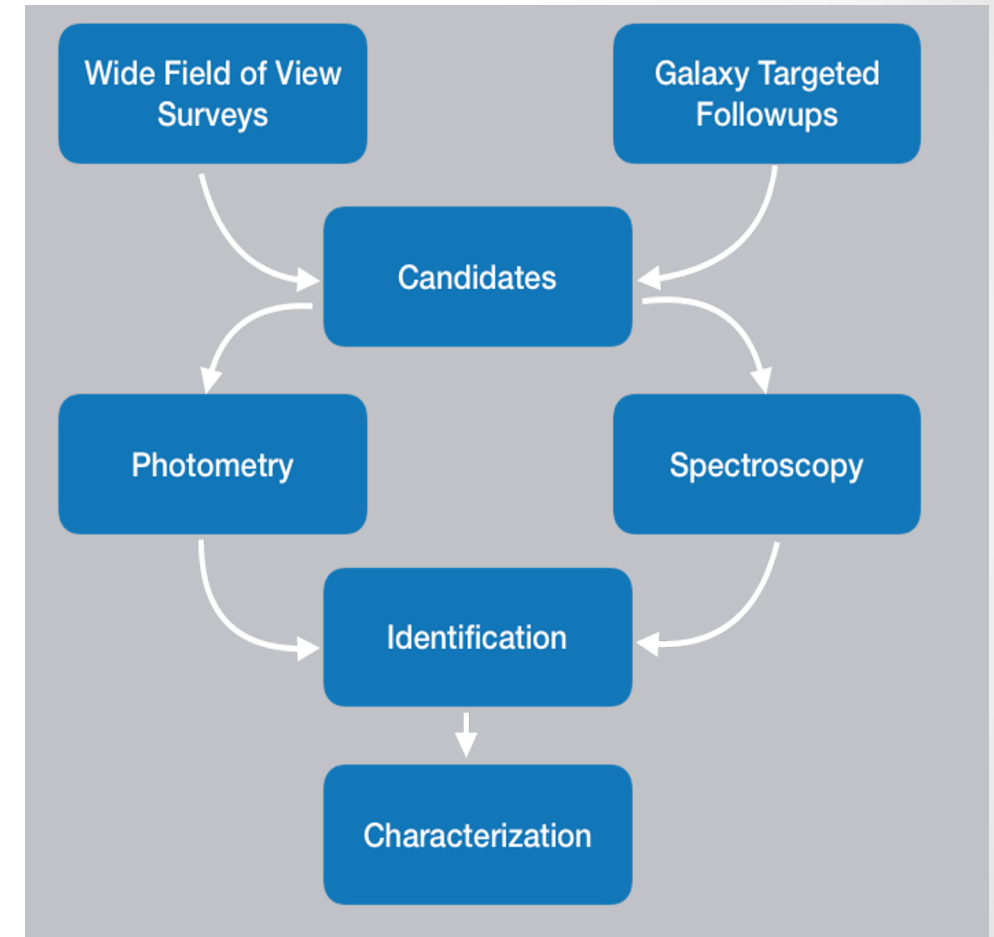 Wide Field of View
Surveys
Galaxy Targeted
Followups
Candidates
Photometry
Spectroscopy
Identification
Characterization